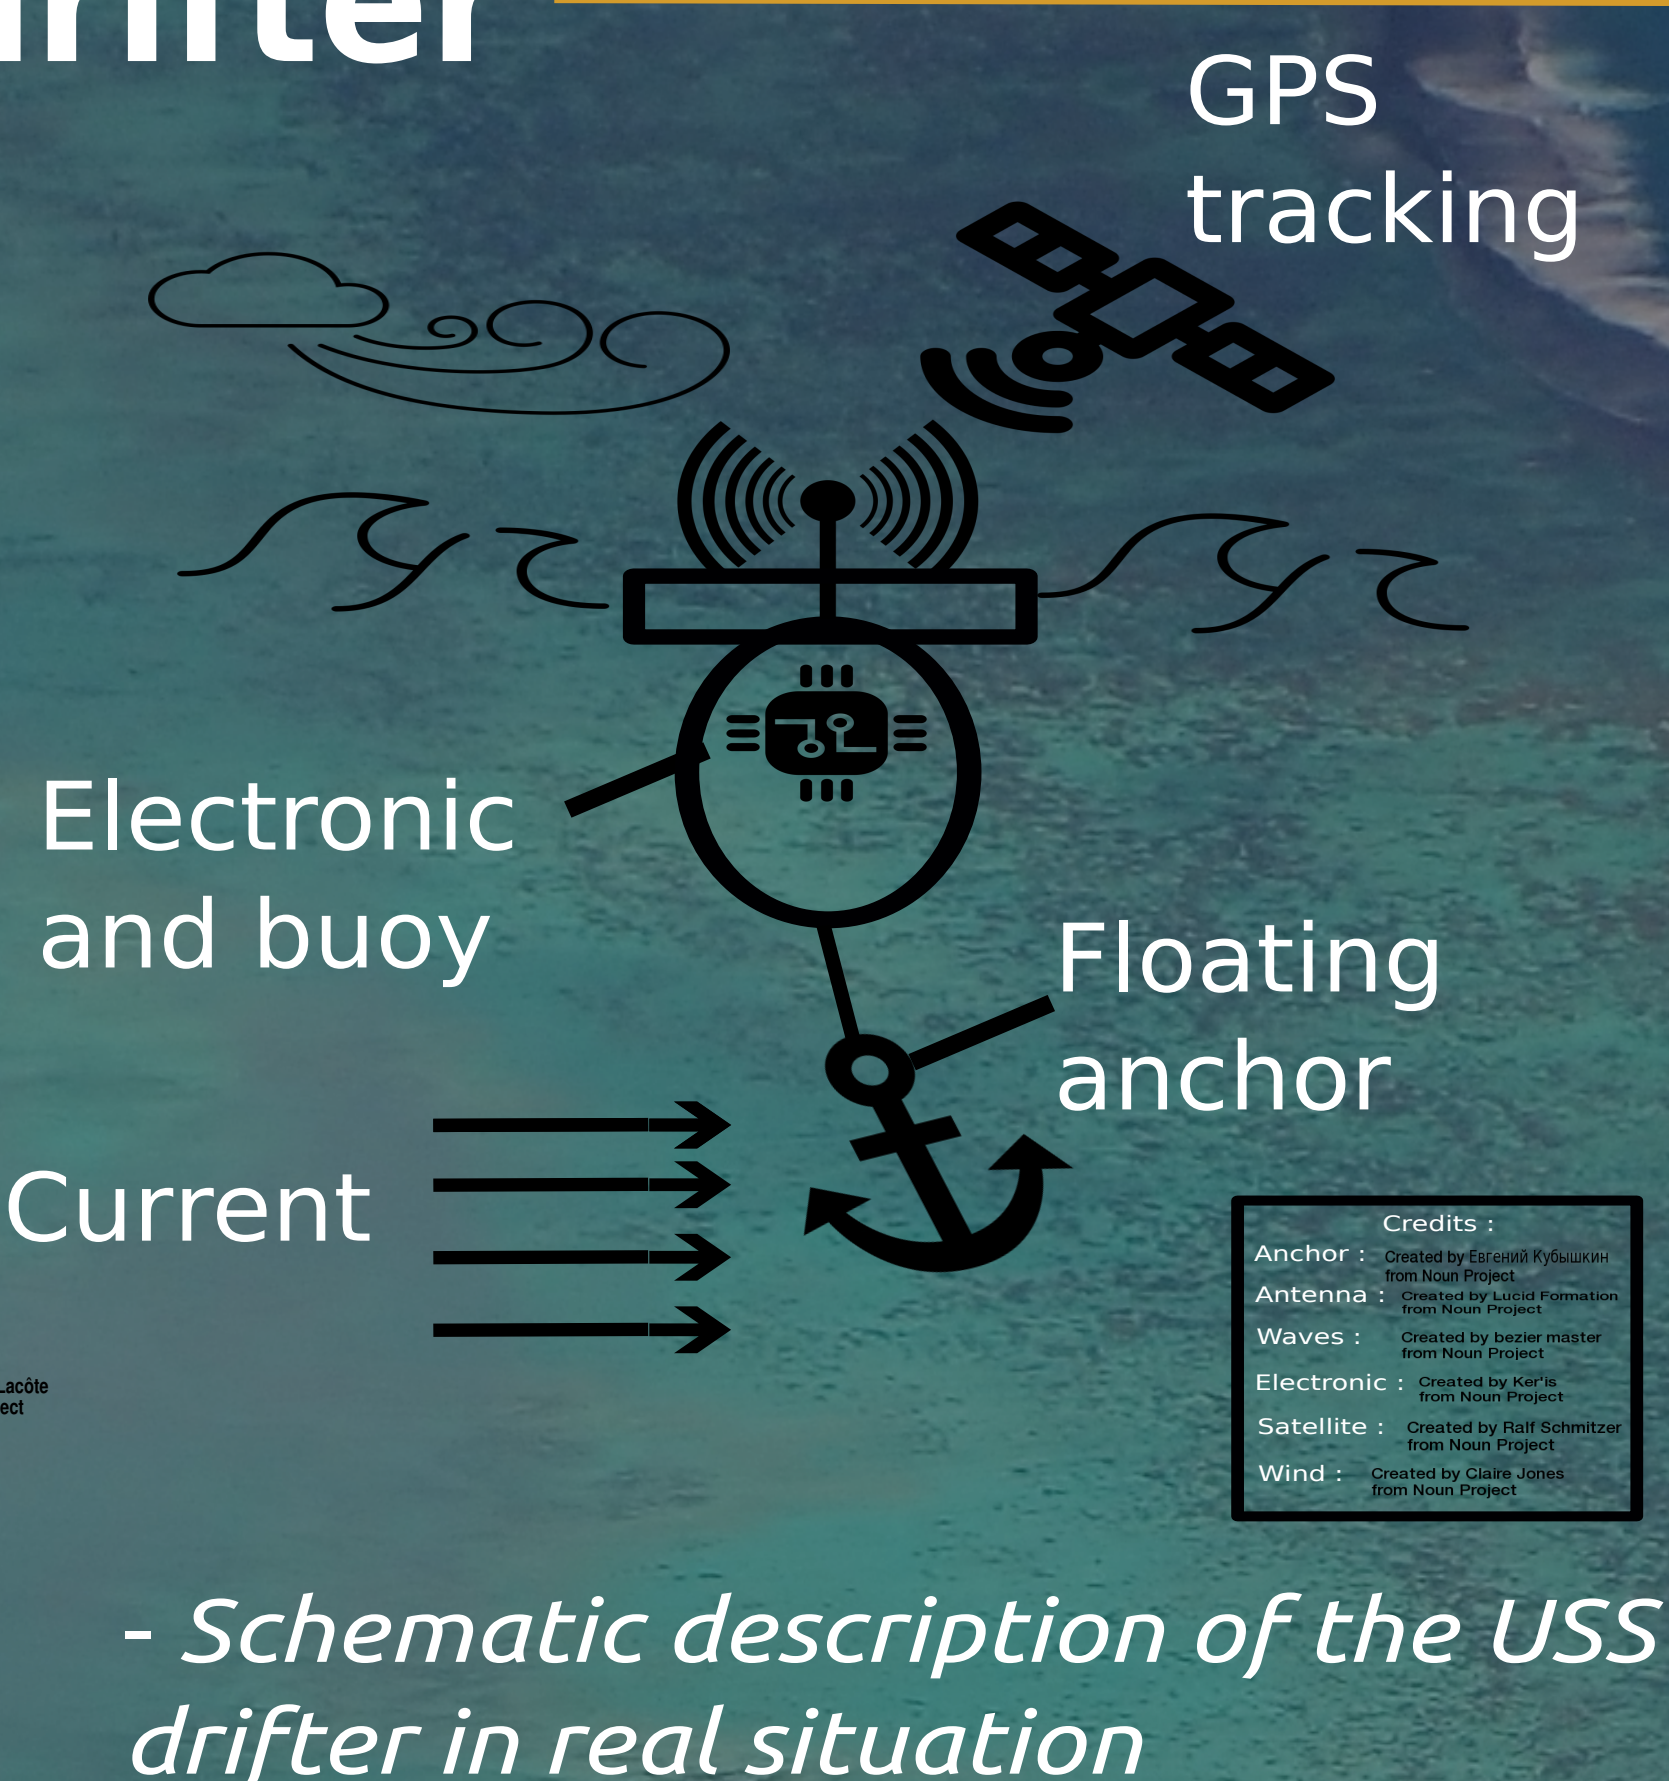 drifter
GPS
tracking
Electronic
and buoy
Floating
anchor
Current
Credits :
Anchor : Created by Евгений Кубышкин
from Noun Project
Antenna : Created by Lucid Formation
from Noun Project
Waves : Created by bezier master
from Noun Project
Electronic : Created by Ker'is
from Noun Project
Satellite : Created by Ralf Schmitzer
from Noun Project
Wind : Created by Claire Jones
from Noun Project
Lacôte
ect
- Schematic description of the USS
drifter in real situation